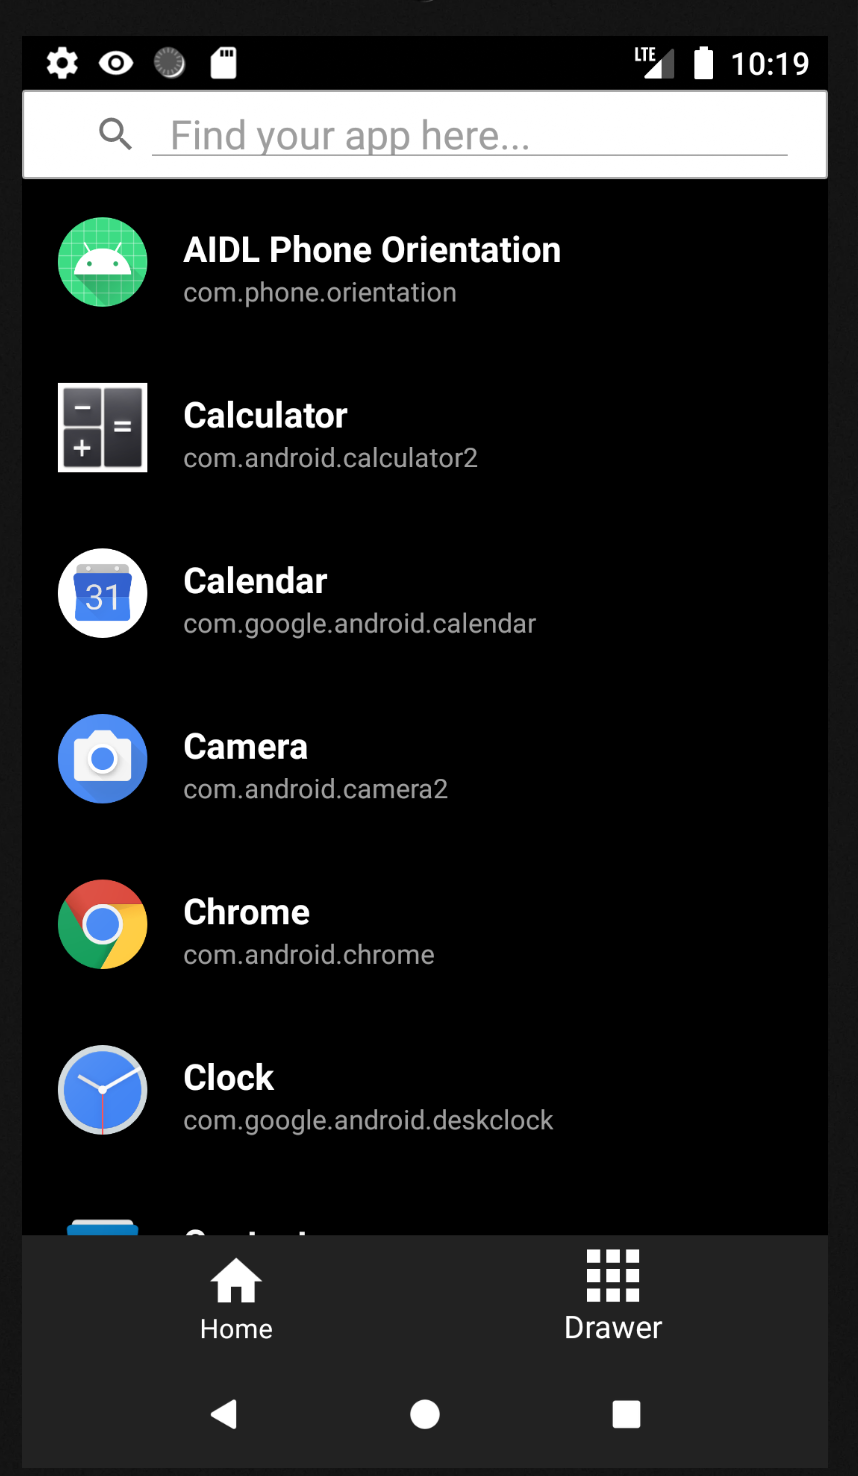 LTE 10:19
Find your app here...
AIDL Phone Orientation
com.phone.orientation
Calculator
com.android.calculator2
31
Calendar
com.google.android.calendar
Camera
com.android.camera2
Chrome
com.android.chrome
Clock
com.google.android.deskclock
Home
Drawer